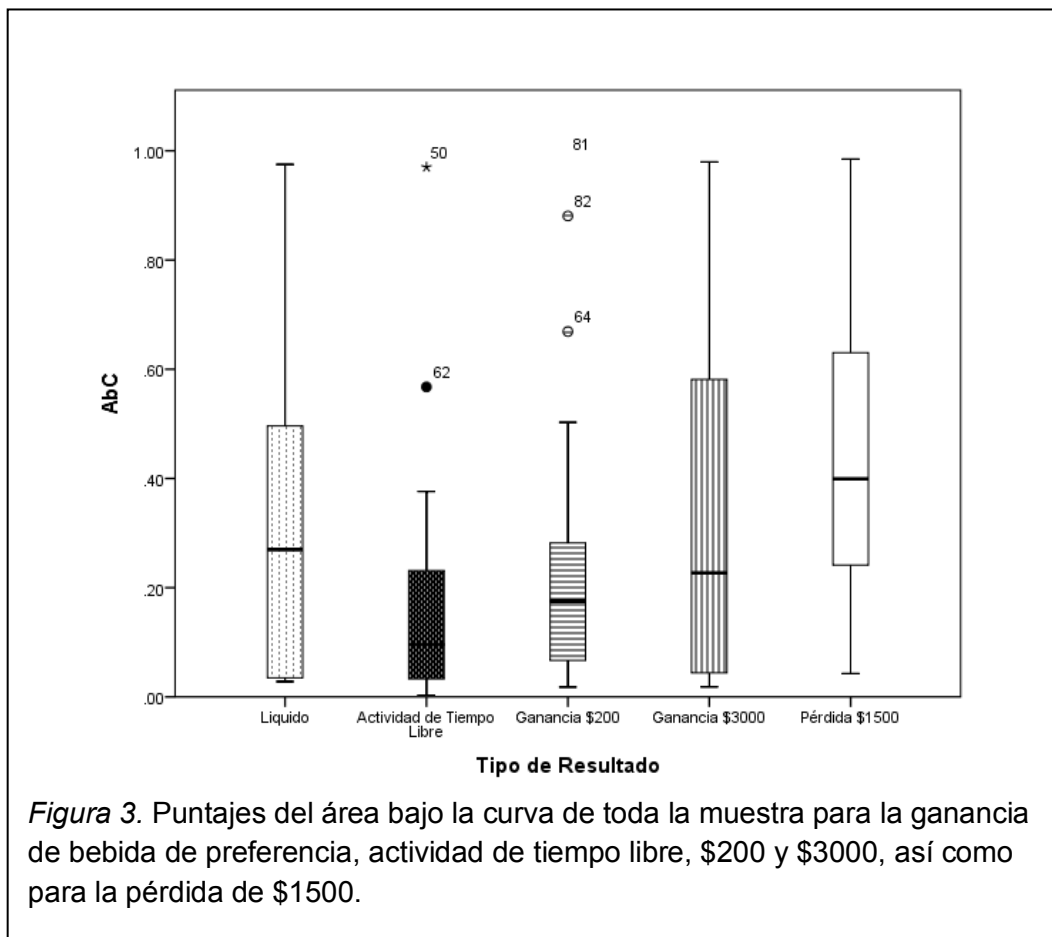 1.00
.80
.60
.40
.20
.00
AbC
50
62
81
82
64
Liquido
Actividad de Tiempo
Libre
Ganancia $200
Ganancia $3000
Pérdida $1500
Tipo de Resultado
Figura 3. Puntajes del área bajo la curva de toda la muestra para la ganancia
de bebida de preferencia, actividad de tiempo libre, $200 y $3000, así como
para la pérdida de $1500.